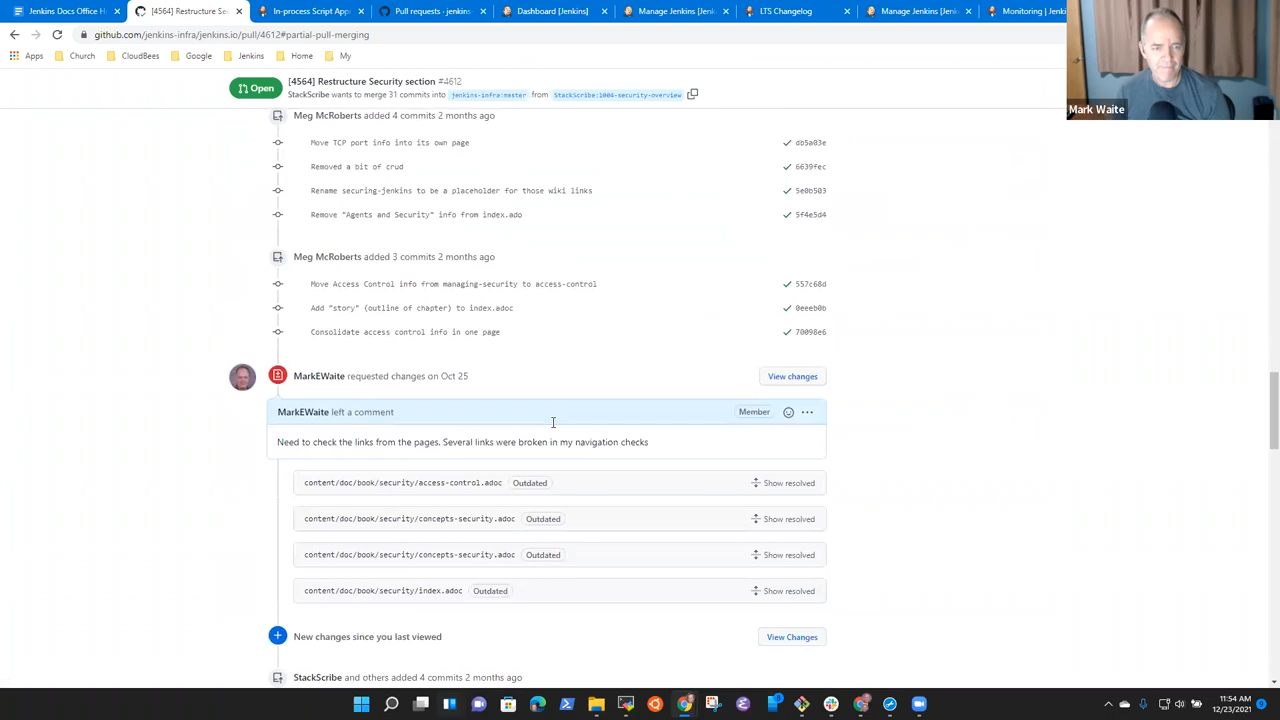 Jenkins Docs Office H
[4564] Restructure Se
In-process Script App
Pull requests · jenkins
Dashboard [Jenkins]
Manage Jenkins [Jen
LTS Changelog
Manage Jenkins [Jen
Monitoring | Jen
github.com/jenkins-infra/jenkins.io/pull/4612#partial-pull-merging
Apps
Church
CloudBees
Google
Jenkins
Home
My
Mark Waite
Open
[4564] Restructure Security section #4612
StackScribe wants to merge 31 commits into jenkins-infra:master from StackScribe:1004-security-overview
Meg McRoberts added 4 commits 2 months ago
Move TCP port info into its own page
db5a03e
Removed a bit of crud
6639fec
Rename securing-jenkins to be a placeholder for those wiki links
5e0b503
Remove "Agents and Security" info from index.ado
5f4e5d4
Meg McRoberts added 3 commits 2 months ago
Move Access Control info from managing-security to access-control
557c68d
Add "story" (outline of chapter) to index.adoc
0eeeb0b
Consolidate access control info in one page
70098e6
MarkEWaite requested changes on Oct 25
View changes
MarkEWaite left a comment
Member
Need to check the links from the pages. Several links were broken in my navigation checks
content/doc/book/security/access-control.adoc Outdated
Show resolved
content/doc/book/security/concepts-security.adoc Outdated
Show resolved
content/doc/book/security/concepts-security.adoc Outdated
Show resolved
content/doc/book/security/index.adoc Outdated
Show resolved
New changes since you last viewed
View Changes
StackScribe and others added 4 commits 2 months ago
11:54 AM
12/23/2021